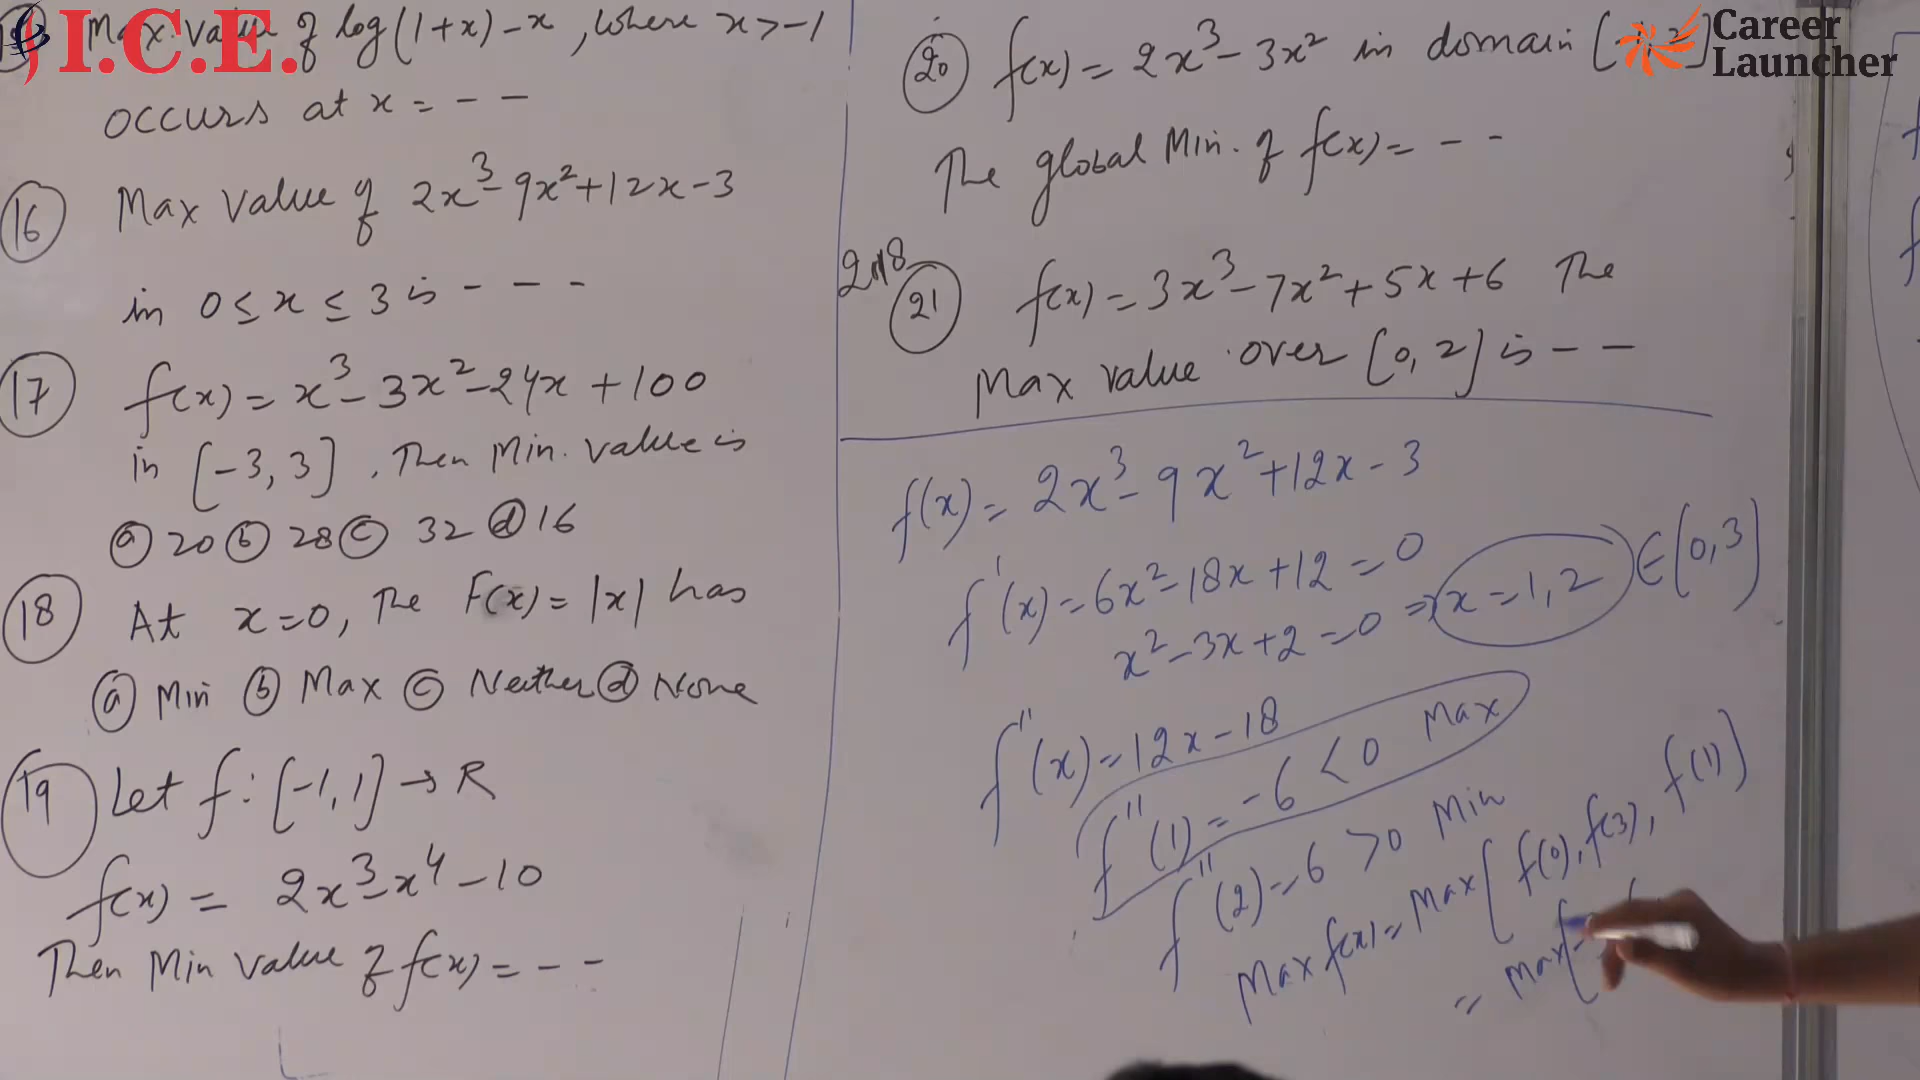 I.C.E.
Max. value of log(1+x)-x, where x>-1
occurs at x = - -
16 Max value of 2x³-9x²+12x-3
in 0≤x≤3 is - - -
17 f(x) = x³-3x²-24x+100
in [-3,3], Then Min. value is
a 20 b 28 c 32 d 16
18 At x=0, The F(x)=|x| has
a Min b Max c Neither d None
19 Let f: [-1,1] → R
f(x) = 2x³-x⁴-10
Then Min value of f(x) = - - -
Career
Launcher
20 f(x) = 2x³-3x² in domain [
The global Min. of f(x) = - -
2018
21 f(x) = 3x³-7x²+5x+6 The
Max value over [0,2] is - -
f(x) = 2x³-9x²+12x-3
f'(x) = 6x²-18x+12=0
x²-3x+2=0 ⇒ x=1,2 ∈[0,3]
f''(x) = 12x-18
f''(1) = -6 < 0 Max
f''(2) = 6 > 0 Min
Max f(x) = Max [f(0), f(3), f(1)]
= Max [